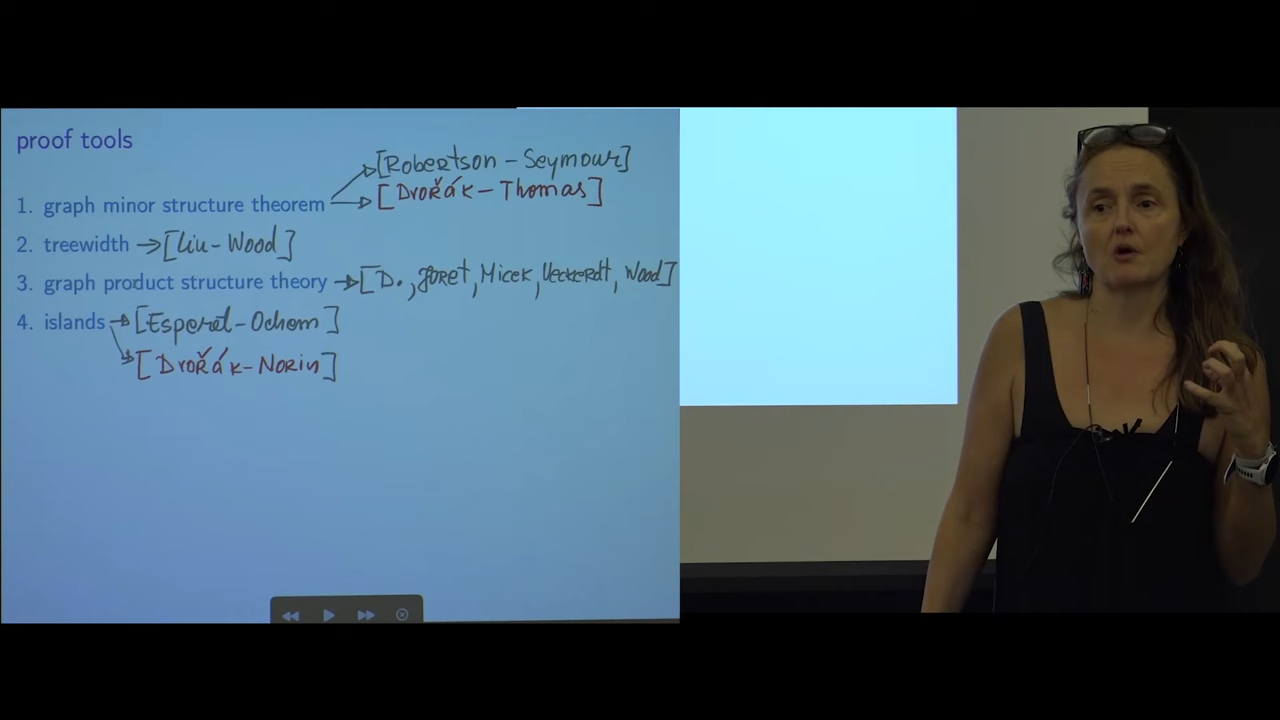 proof tools
1. graph minor structure theorem → [Robertson - Seymour]
→ [Dvořák - Thomas]
2. treewidth → [Liu - Wood]
3. graph product structure theory → [D., Joret, Micek, Ueckerdt, Wood]
4. islands → [Esperet - Ochem]
→ [Dvořák - Norin]